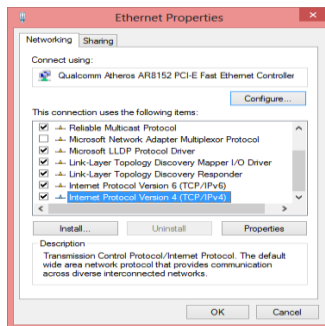 Ethernet Properties
Networking
Sharing
Connect using:
Qualcomm Atheros AR8152 PCI-E Fast Ethernet Controller
Configure...
This connection uses the following items:
Reliable Multicast Protocol
Microsoft Network Adapter Multiplexor Protocol
Microsoft LLDP Protocol Driver
Link-Layer Topology Discovery Mapper I/O Driver
Link-Layer Topology Discovery Responder
Internet Protocol Version 6 (TCP/IPv6)
Internet Protocol Version 4 (TCP/IPv4)
Install...
Uninstall
Properties
Description
Transmission Control Protocol/Internet Protocol. The default
wide area network protocol that provides communication
across diverse interconnected networks.
OK
Cancel